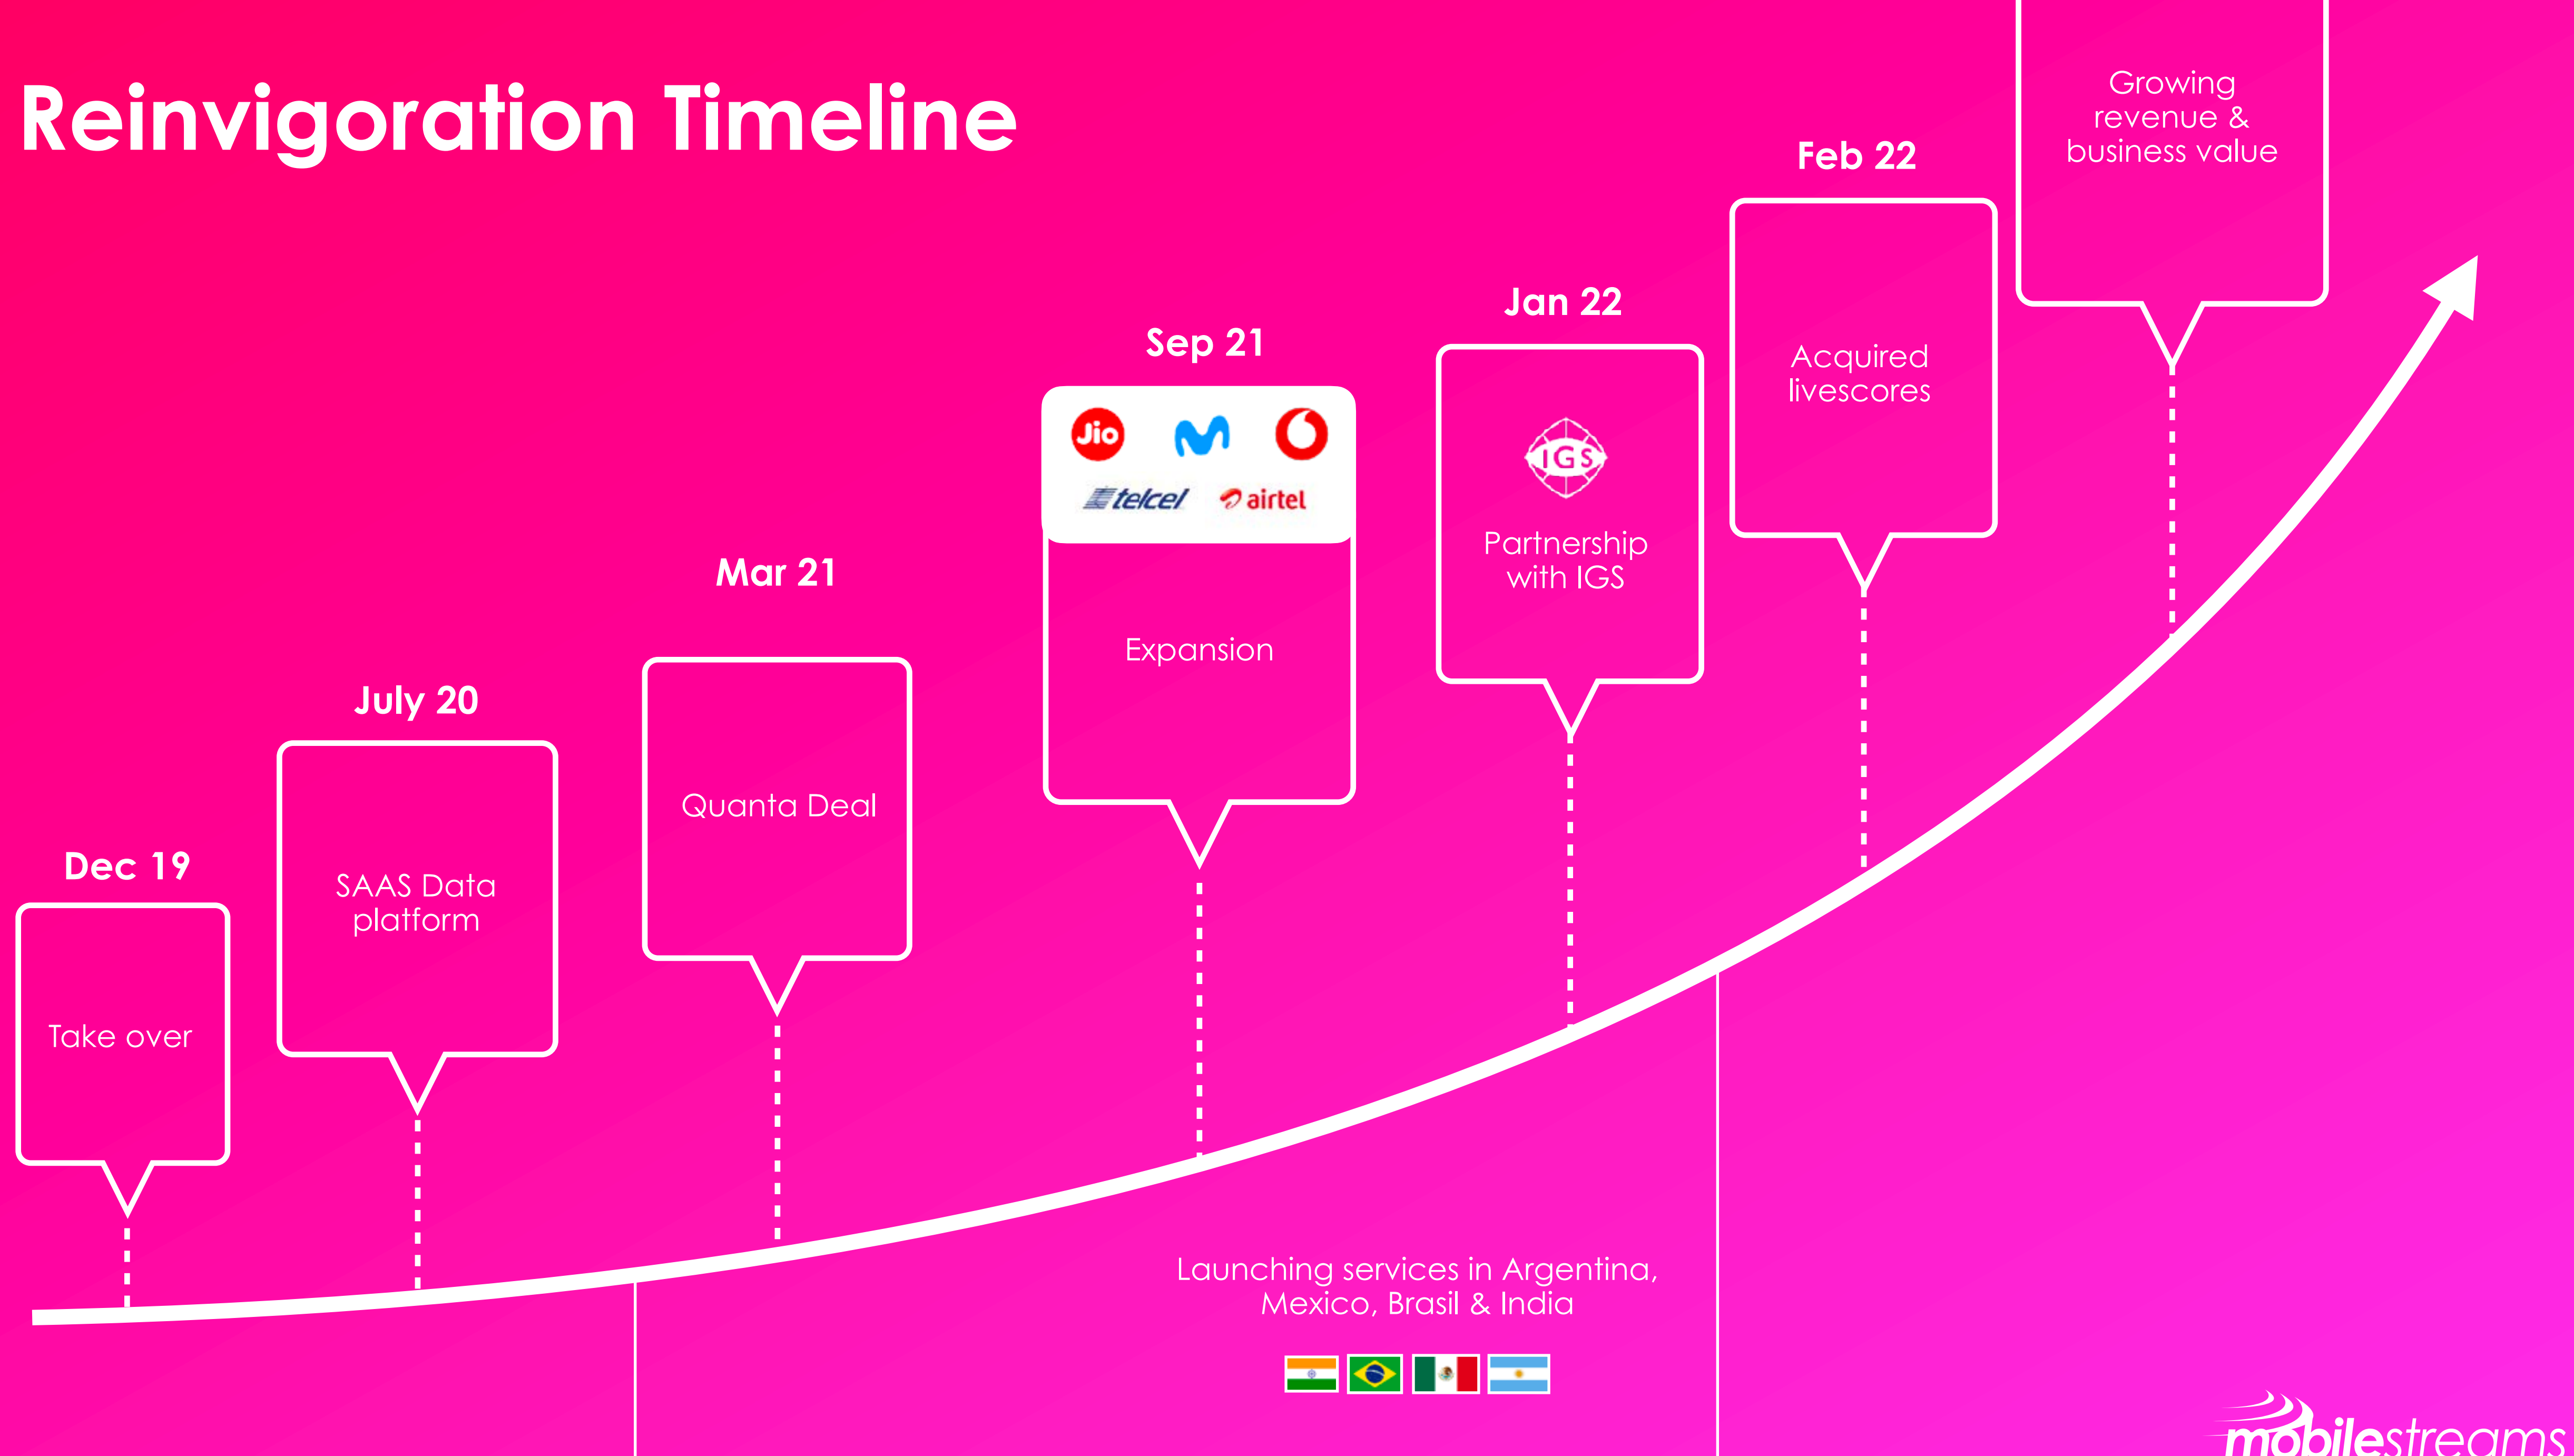 Reinvigoration Timeline
Dec 19
Take over
July 20
SAAS Data
platform
Mar 21
Quanta Deal
Sep 21
Jio
telcel
airtel
Expansion
Jan 22
IGS
Partnership
with IGS
Feb 22
Acquired
livescores
Growing
revenue &
business value
Launching services in Argentina,
Mexico, Brasil & India
mobilestreams